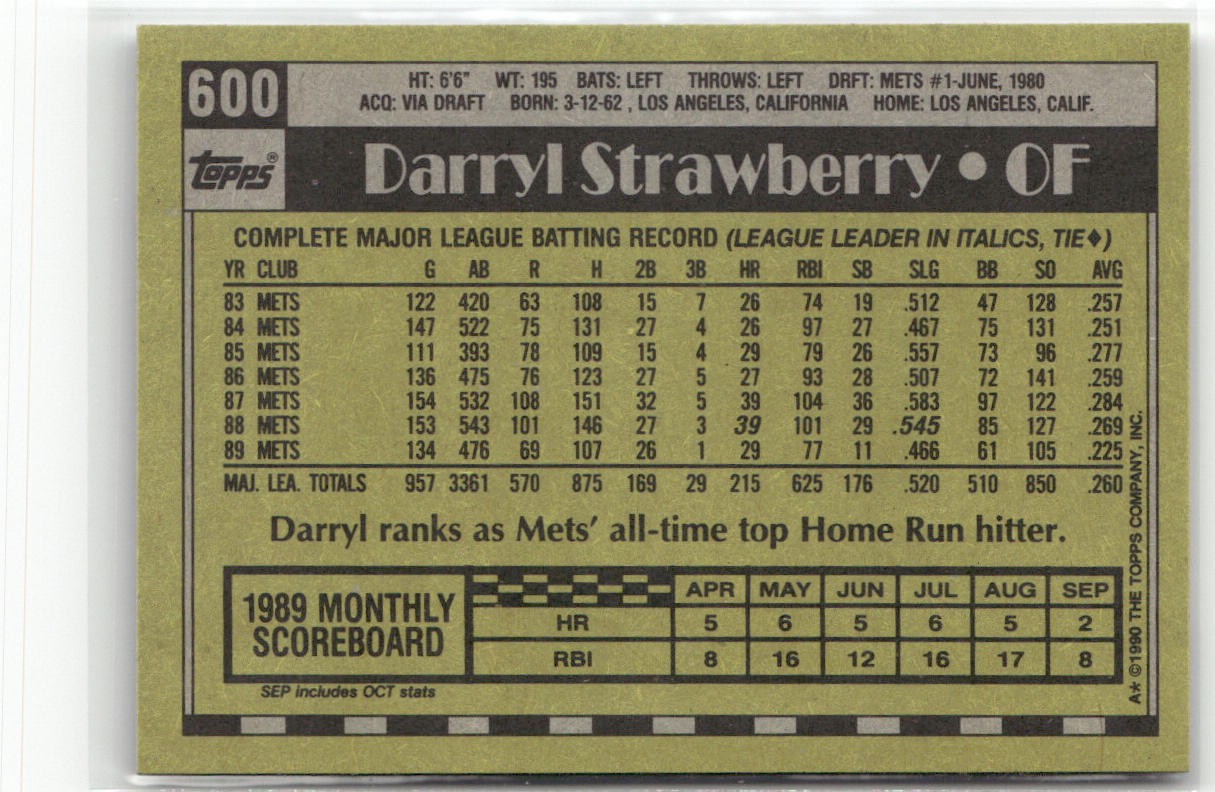 600
HT: 6'6" WT: 195 BATS: LEFT THROWS: LEFT DRFT: METS #1-JUNE, 1980
ACQ: VIA DRAFT BORN: 3-12-62 , LOS ANGELES, CALIFORNIA HOME: LOS ANGELES, CALIF.
Topps®
Darryl Strawberry • OF
COMPLETE MAJOR LEAGUE BATTING RECORD (LEAGUE LEADER IN ITALICS, TIE♦)
YR CLUB G AB R H 2B 3B HR RBI SB SLG BB SO AVG
83 METS 122 420 63 108 15 7 26 74 19 .512 47 128 .257
84 METS 147 522 75 131 27 4 26 97 27 .467 75 131 .251
85 METS 111 393 78 109 15 4 29 79 26 .557 73 96 .277
86 METS 136 475 76 123 27 5 27 93 28 .507 72 141 .259
87 METS 154 532 108 151 32 5 39 104 36 .583 97 122 .284
88 METS 153 543 101 146 27 3 39 101 29 .545 85 127 .269
89 METS 134 476 69 107 26 1 29 77 11 .466 61 105 .225
MAJ. LEA. TOTALS 957 3361 570 875 169 29 215 625 176 .520 510 850 .260
Darryl ranks as Mets' all-time top Home Run hitter.
1989 MONTHLY
SCOREBOARD
APR MAY JUN JUL AUG SEP
HR 5 6 5 6 5 2
RBI 8 16 12 16 17 8
SEP includes OCT stats
A* ©1990 THE TOPPS COMPANY, INC.